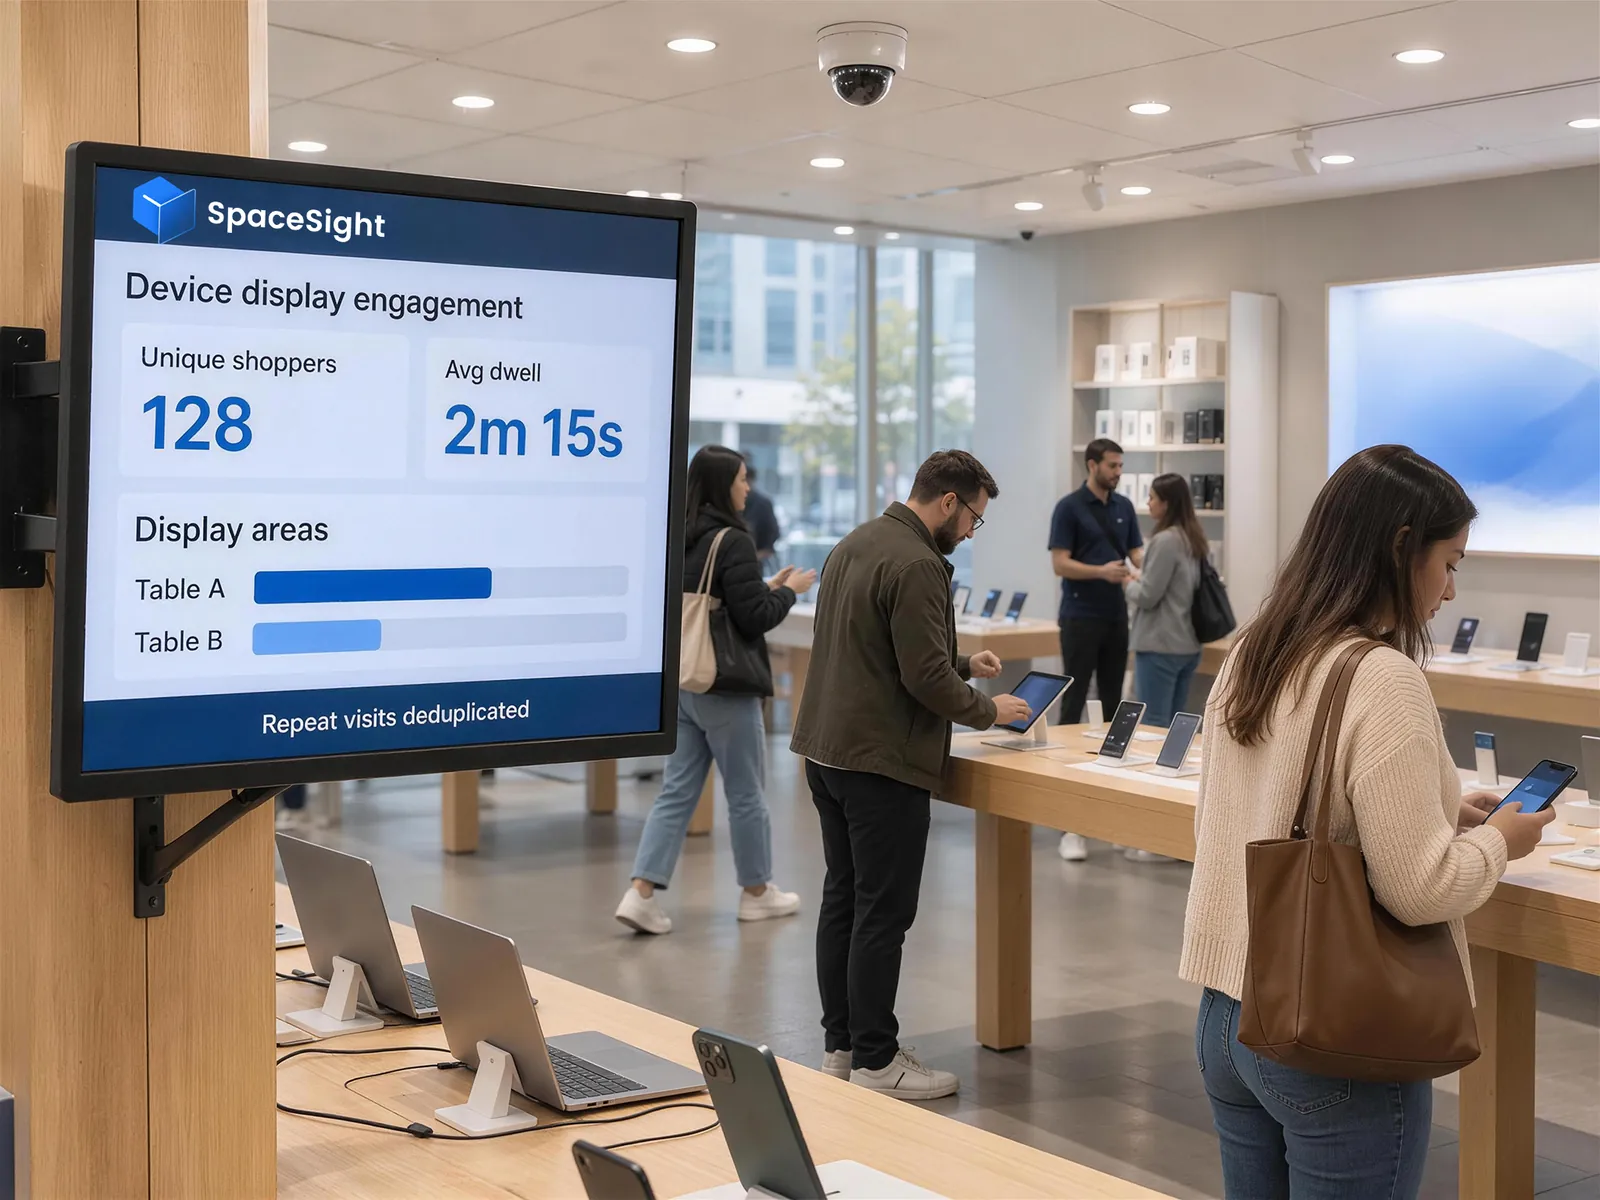 SpaceSight
Device display engagement
Unique shoppers
128
Avg dwell
2m 15s
Display areas
Table A
Table B
Repeat visits deduplicated